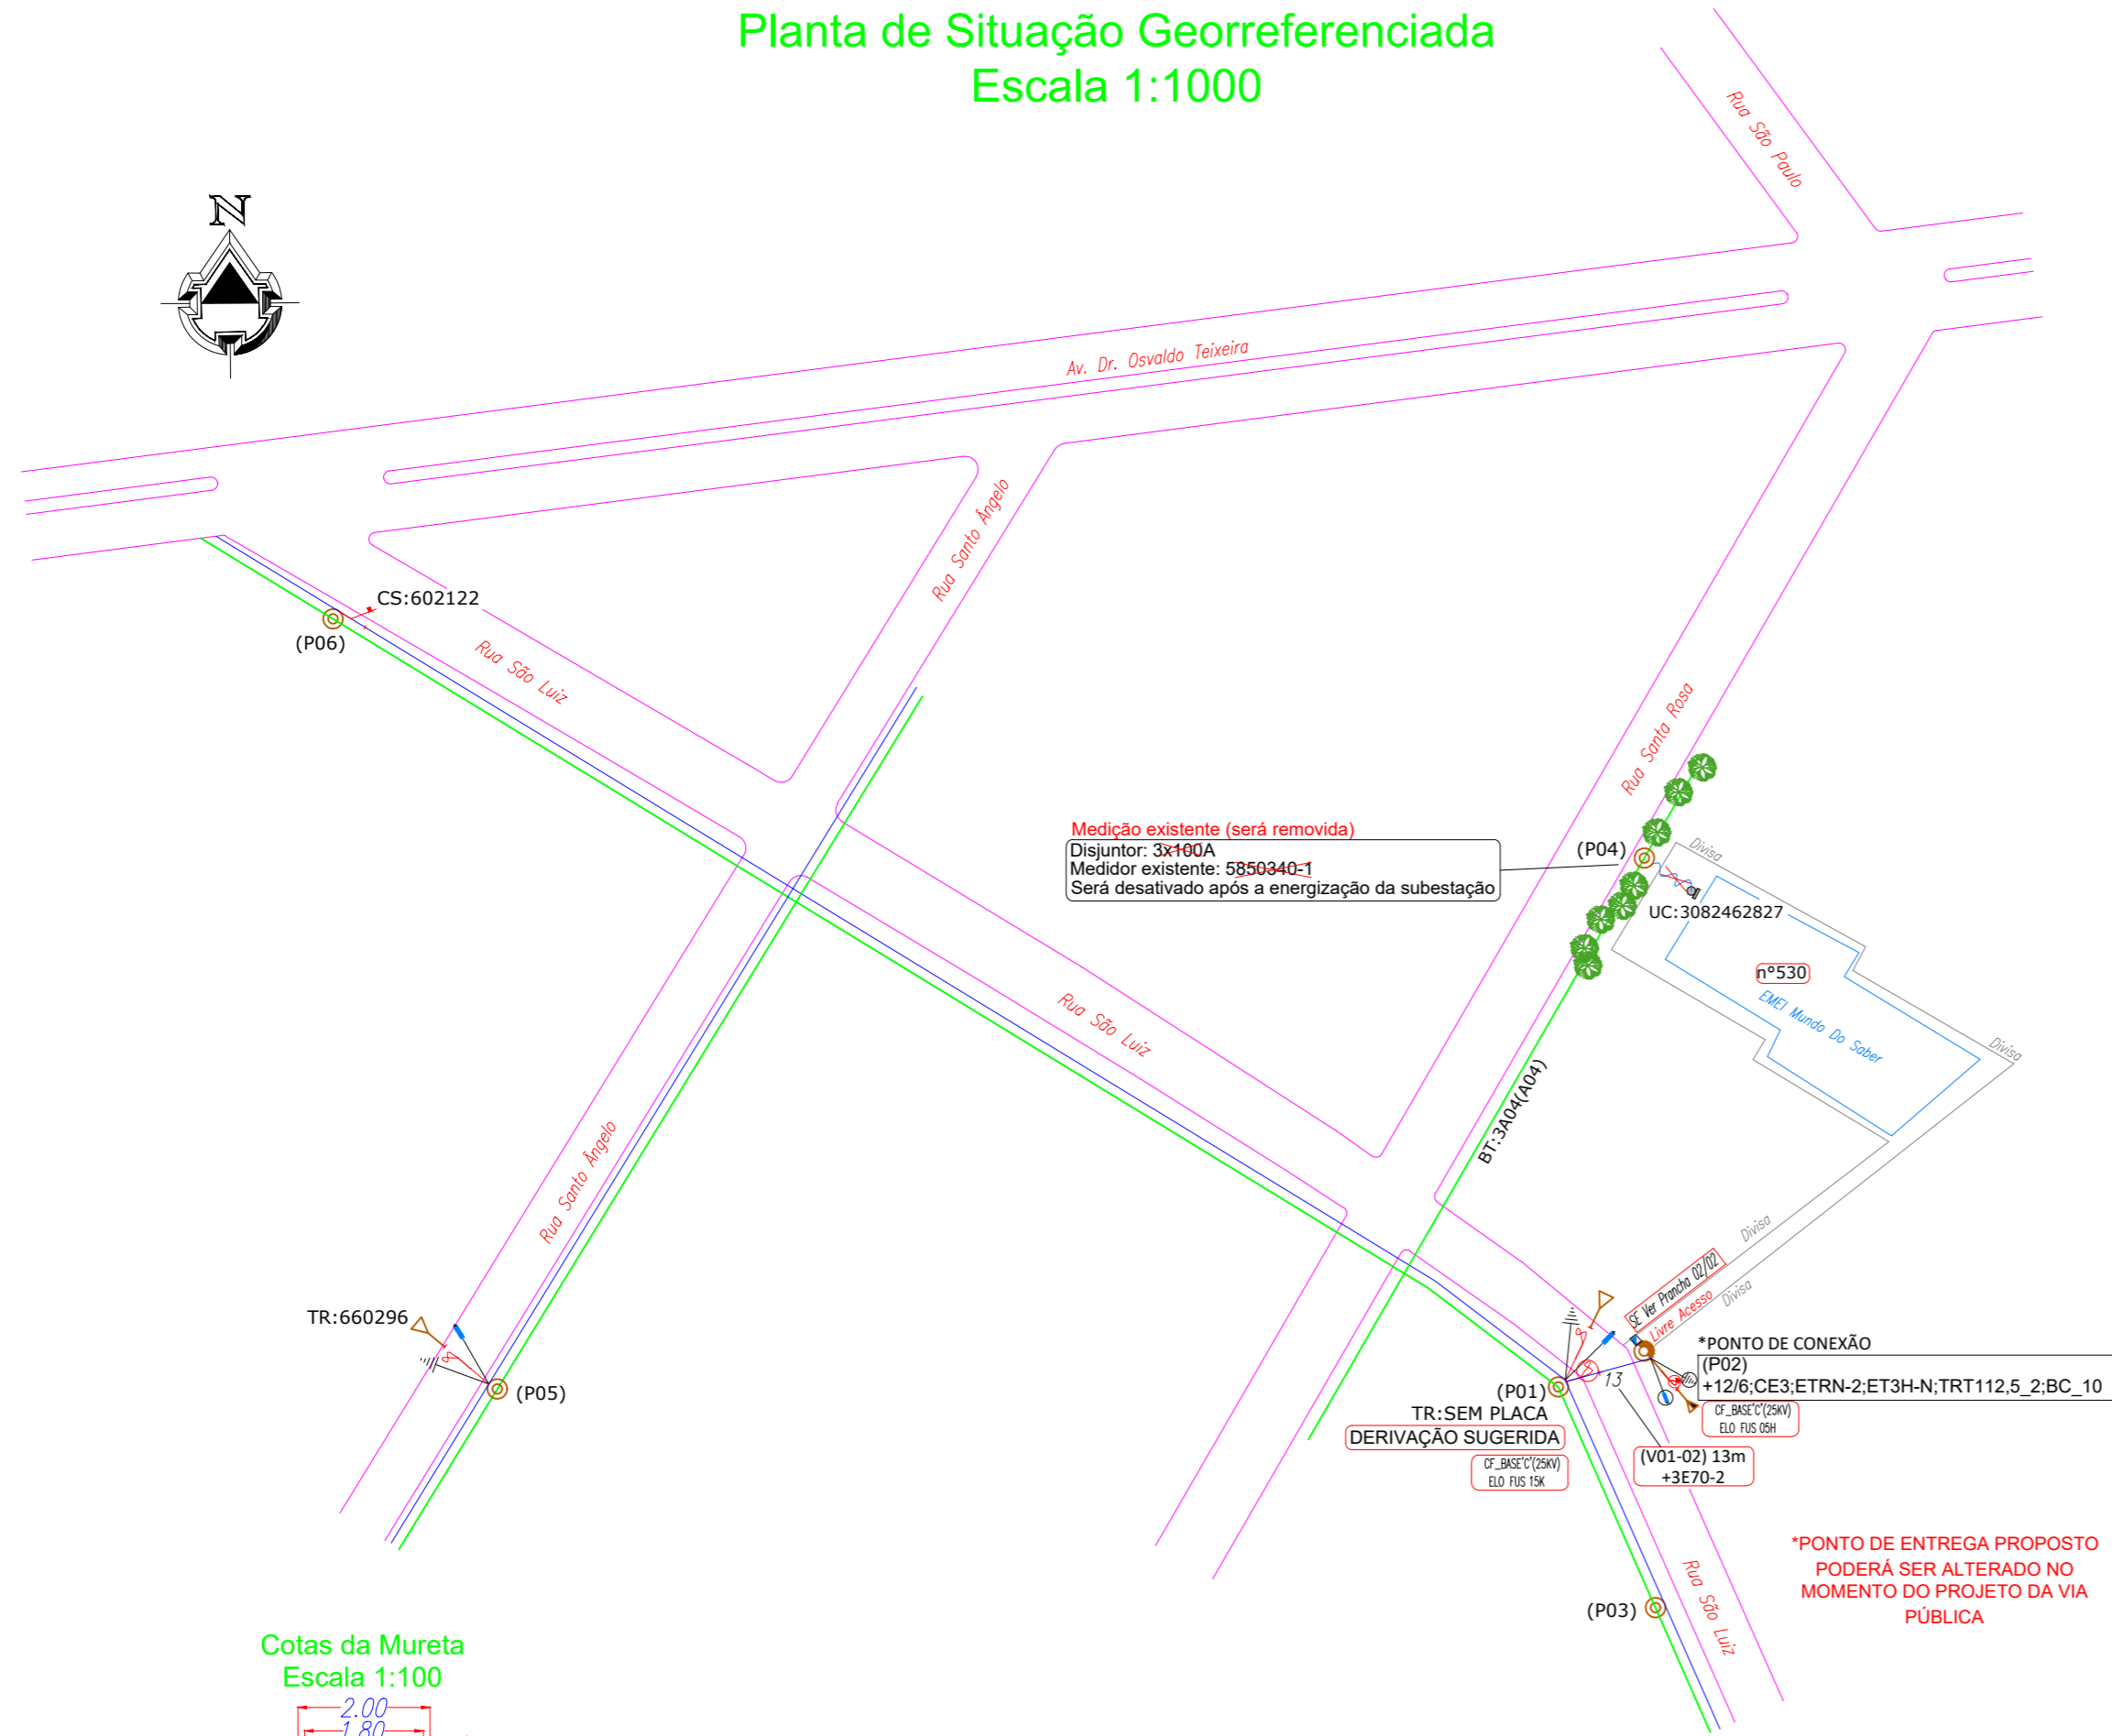 Planta de Situação Georreferenciada
Escala 1:1000
N
Rua São Paulo
Av. Dr. Osvaldo Teixeira
Rua Santo Ângelo
CS:602122
(P06)
Rua São Luiz
Rua Santa Rosa
Medição existente (será removida)
Disjuntor: 3x100A
Medidor existente: 5850340-1
Será desativado após a energização da subestação
(P04)
Divisa
UC:3082462827
n°530
EMEI Mundo Do Saber
Divisa
Rua São Luiz
BT:3A04(A04)
Rua Santo Ângelo
Divisa
SE Ver Prancha 02/02
Livre Acesso
Divisa
TR:660296
(P05)
*PONTO DE CONEXÃO
(P02)
+12/6;CE3;ETRN-2;ET3H-N;TRT112,5_2;BC_10
CF_BASE'C'(25KV)
ELO FUS 05H
13
(P01)
TR:SEM PLACA
DERIVAÇÃO SUGERIDA
CF_BASE'C'(25KV)
ELO FUS 15K
(V01-02) 13m
+3E70-2
*PONTO DE ENTREGA PROPOSTO
PODERÁ SER ALTERADO NO
MOMENTO DO PROJETO DA VIA
PÚBLICA
(P03)
Rua São Luiz
Cotas da Mureta
Escala 1:100
2.00
1.80